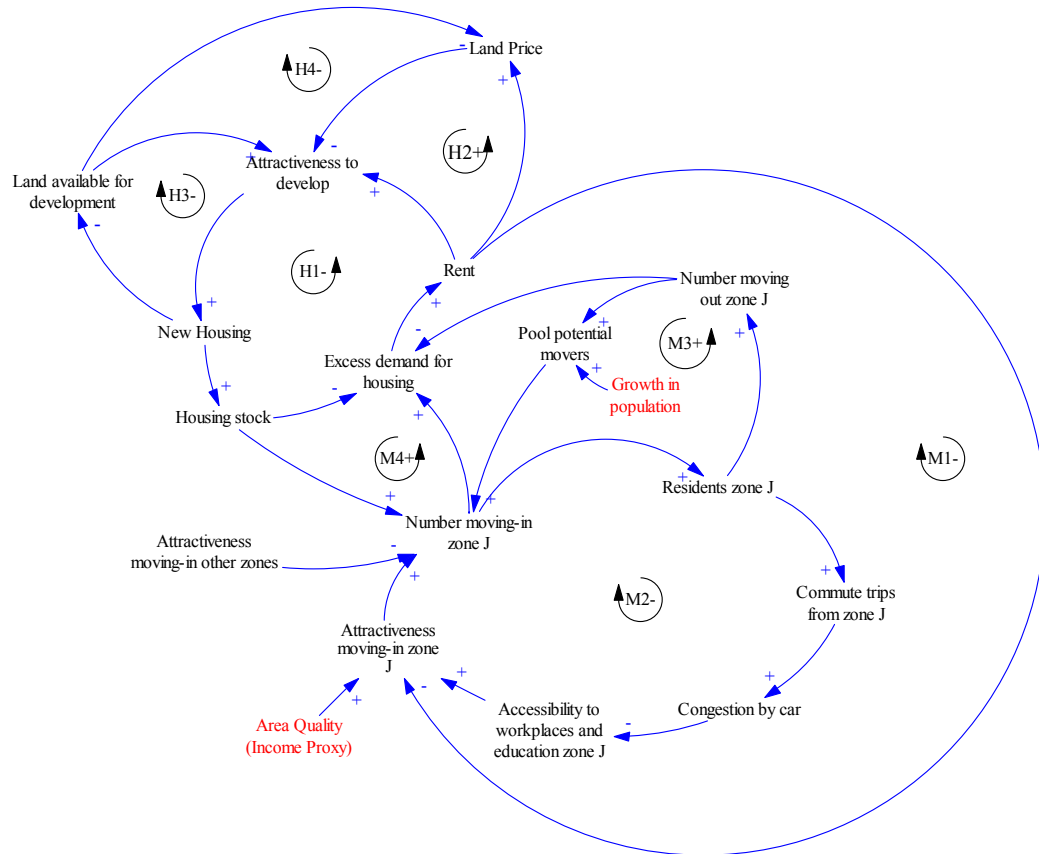 Land Price
-
H4-
+
H2+
-
+
Attractiveness to
develop
+
Land available for
development
H3-
-
H1-
Rent
+
Number moving
out zone J
+
New Housing
-
+
Pool potential
movers
M3+
+
Excess demand for
housing
+
Growth in
population
+
-
Housing stock
+
M4+
M1-
+
Residents zone J
+
+
Number moving-in
zone J
Attractiveness
moving-in other zones
-
+
+
Commute trips
from zone J
M2-
Attractiveness
moving-in zone
J
+
+
-
+
Area Quality
(Income Proxy)
Accessibility to
workplaces and
education zone J
-
Congestion by car